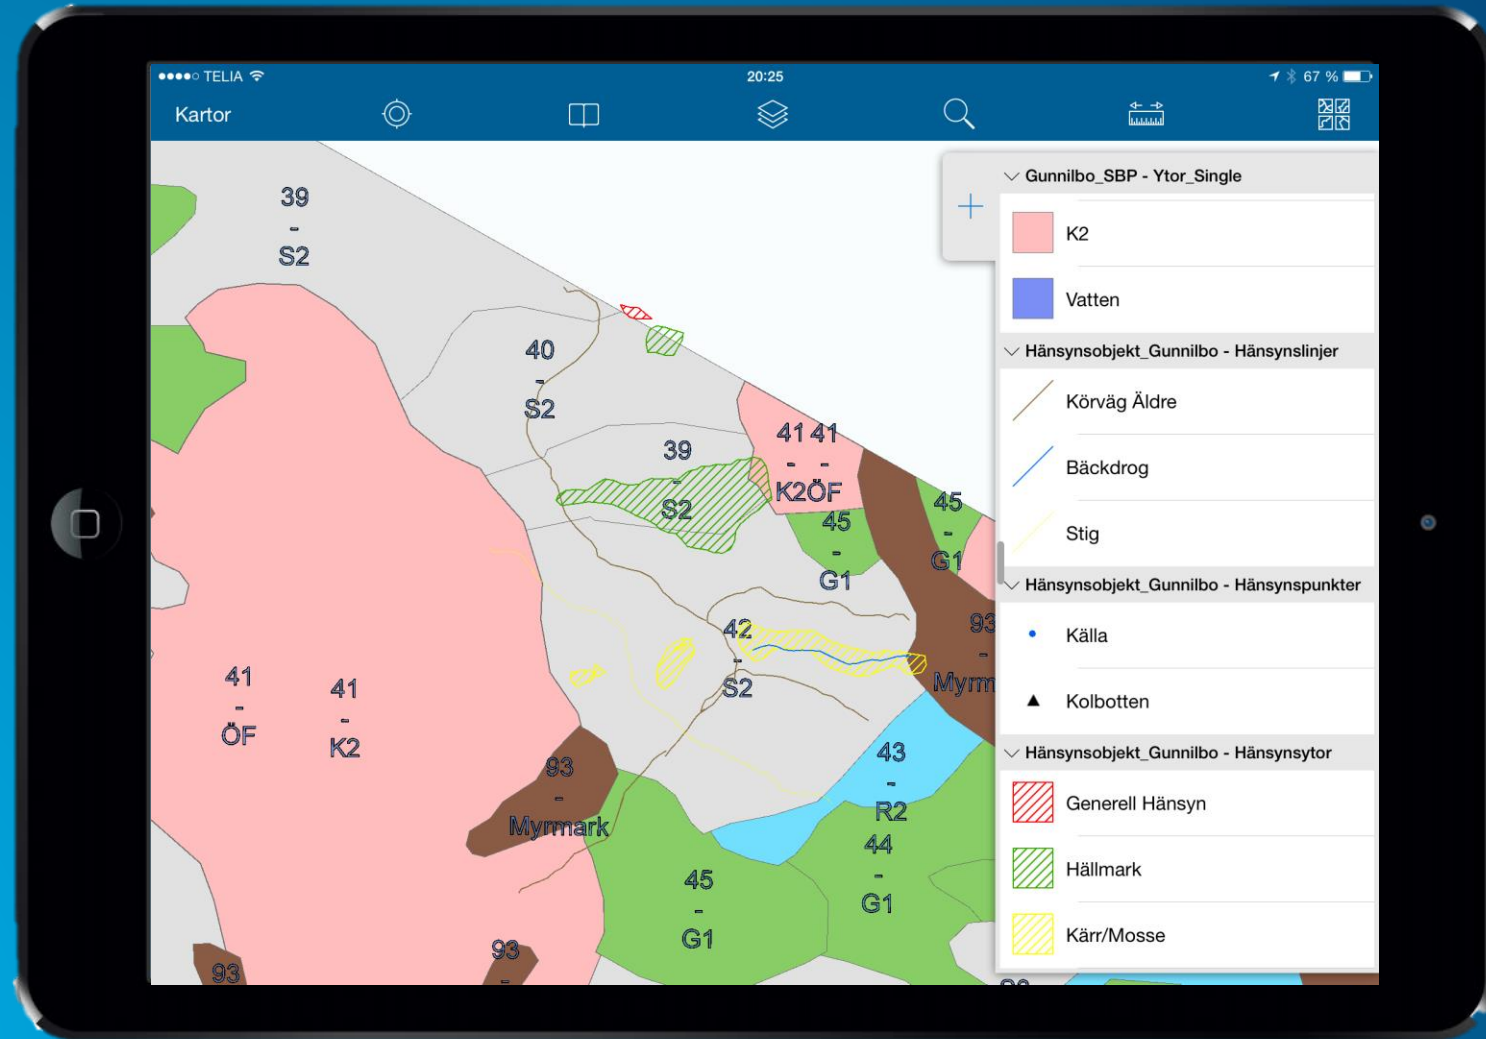 TELIA
20:25
67 %
Kartor
39
-
S2
40
-
S2
39
-
S2
41 41
- -
K2ÖF
45
-
G1
45
-
G1
42
-
S2
93
-
Myrm
41
-
ÖF
41
-
K2
93
-
Myrmark
43
-
R2
44
-
G1
45
-
G1
93
93
-
Gunnilbo_SBP - Ytor_Single
K2
Vatten
Hänsynsobjekt_Gunnilbo - Hänsynslinjer
Körväg Äldre
Bäckdrog
Stig
Hänsynsobjekt_Gunnilbo - Hänsynspunkter
Källa
Kolbotten
Hänsynsobjekt_Gunnilbo - Hänsynsytor
Generell Hänsyn
Hällmark
Kärr/Mosse